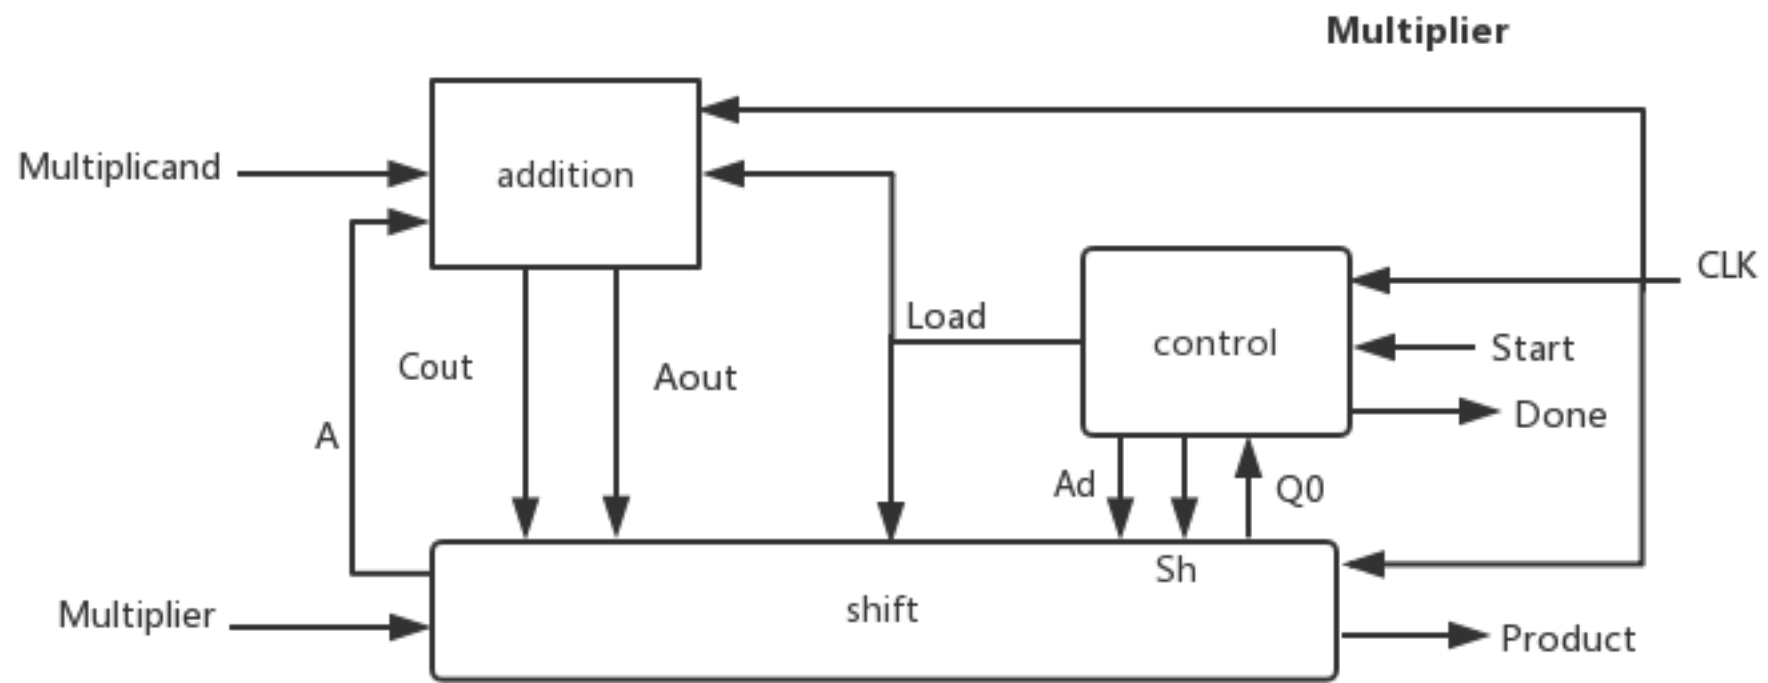 Multiplier
Multiplicand
addition
CLK
Load
control
Start
Cout
Aout
Done
A
Ad
Q0
Sh
Multiplier
shift
Product